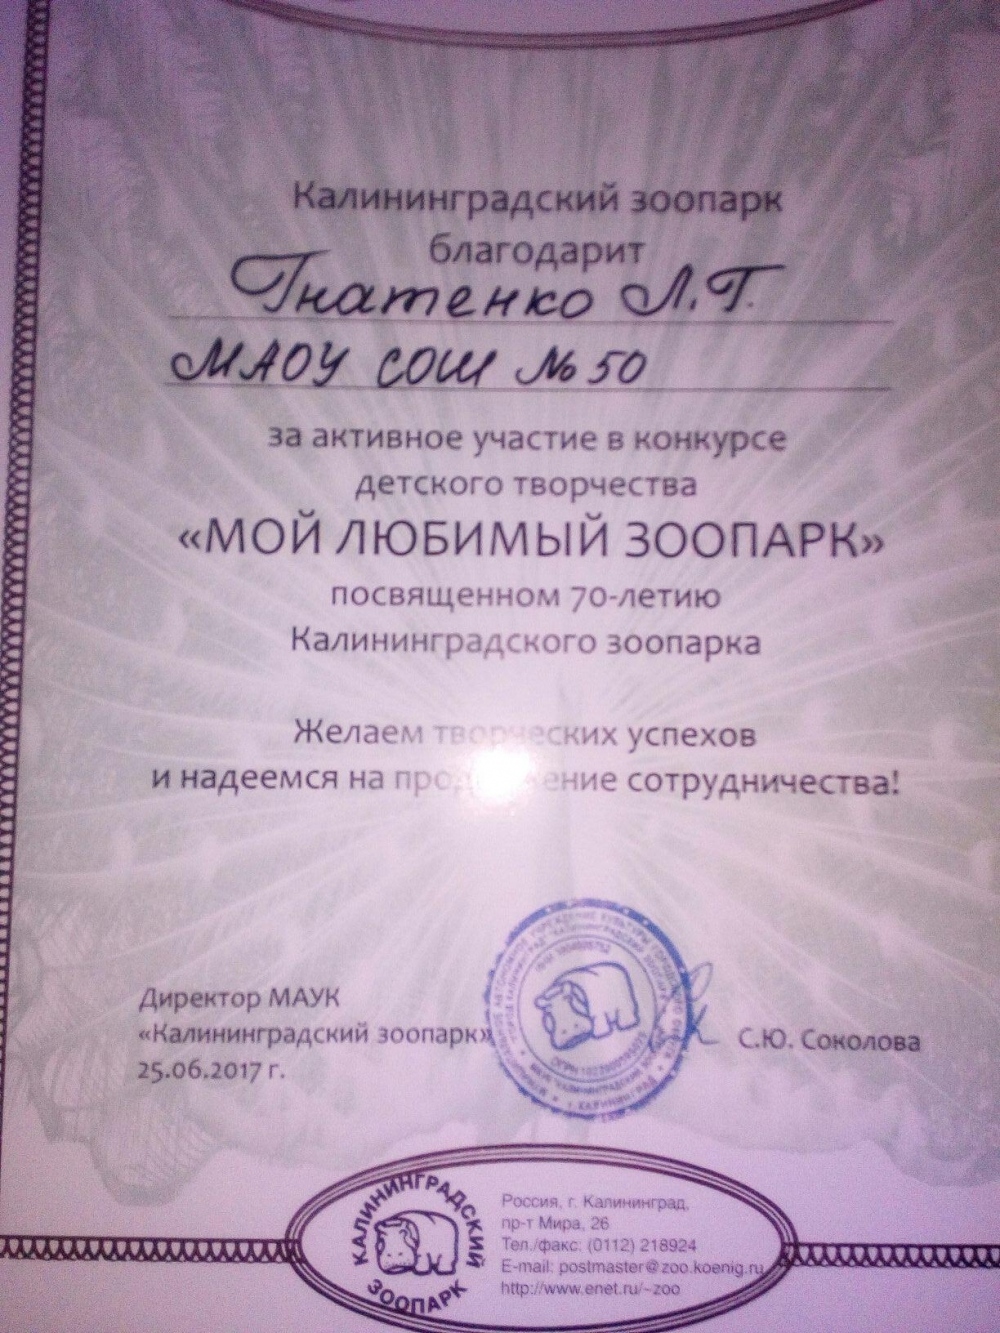 Калининградский зоопарк
благодарит
Гнатенко Л.Г.
МАОУ СОШ №50
за активное участие в конкурсе
детского творчества
«МОЙ ЛЮБИМЫЙ ЗООПАРК»
посвященном 70-летию
Калининградского зоопарка
Желаем творческих успехов
и надеемся на продолжение сотрудничества!
Директор МАУК
«Калининградский зоопарк»
25.06.2017 г.
С.Ю. Соколова
КАЛИНИНГРАДСКИЙ
ЗООПАРК
Россия, г. Калининград,
пр-т Мира, 26
Тел./факс: (0112) 218924
E-mail: postmaster@zoo.koenig.ru
http://www.enet.ru/~zoo